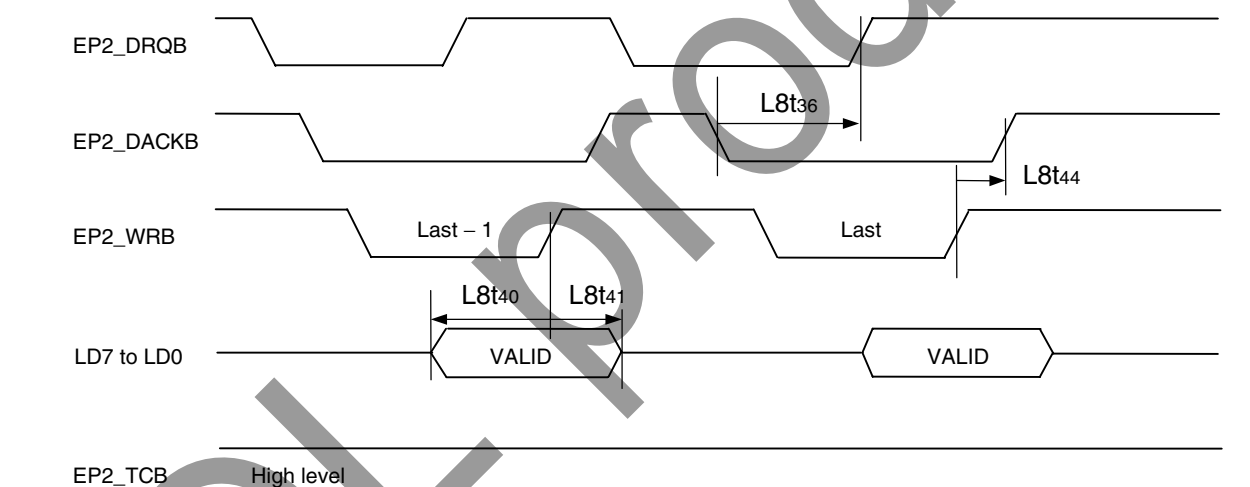 EP2_DRQB
L8t36
EP2_DACKB
L8t44
EP2_WRB
Last – 1
Last
L8t40
L8t41
LD7 to LD0
VALID
VALID
EP2_TCB
High level